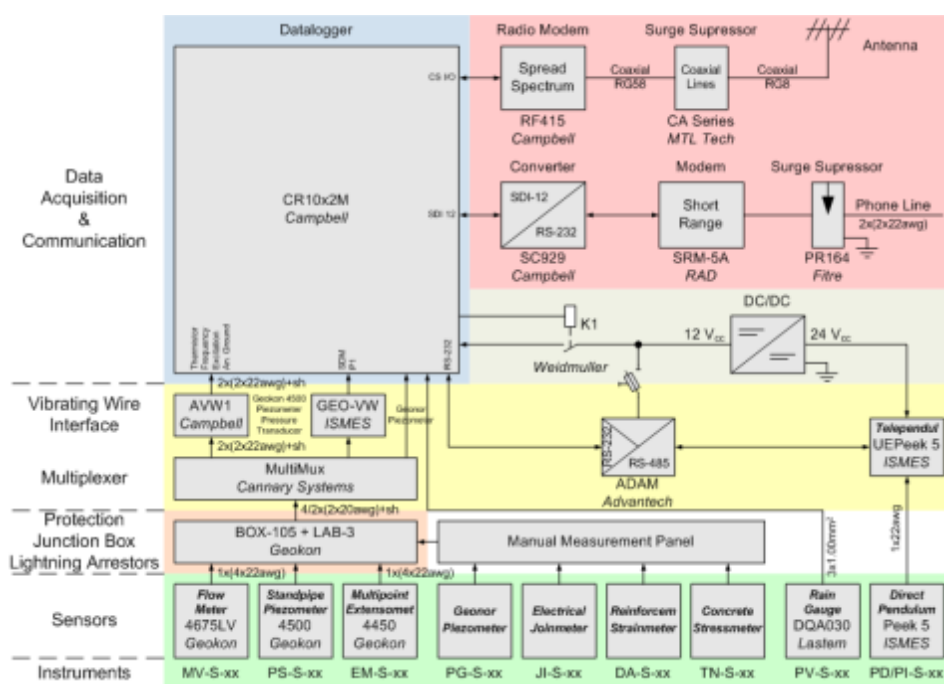 Datalogger
Radio Modem
Surge Supressor
Antenna
Spread
Spectrum
Coaxial
RG58
Coaxial
Lines
Coaxial
RG8
CS I/O
RF415
Campbell
CA Series
MTL Tech
Data
Acquisition
&
Communication
CR10x2M
Campbell
Converter
Modem
Surge Supressor
SDI-12
SDI-12
RS-232
Short
Range
Phone Line
2x(2x22awg)
SC929
Campbell
SRM-5A
RAD
PR164
Fitre
DC/DC
K1
12 Vcc
24 Vcc
Weidmuller
Thermistor
Frequency
Excitation
An. Ground
SDM
P1
RS-232
2x(2x22awg)+sh
Vibrating Wire
Interface
AVW1
Campbell
Geokon 4500
Piezometer
Pressure
Transducer
GEO-VW
ISMES
Geonor
Piezometer
2x(2x22awg)+sh
RS-232
RS-485
ADAM
Advantech
Telependul
UEPeek 5
ISMES
Multiplexer
MultiMux
Cannary Systems
4/2x(2x20awg)+sh
Protection
Junction Box
Lightning Arrestors
BOX-105 + LAB-3
Geokon
Manual Measurement Panel
3x1.00mm²
1x22awg
1x(4x22awg)
1x(4x22awg)
Sensors
Flow
Meter
4675LV
Geokon
Standpipe
Piezometer
4500
Geokon
Multipoint
Extensomet
4450
Geokon
Geonor
Piezometer
Electrical
Joinmeter
Reinforcem
Strainmeter
Concrete
Stressmeter
Rain
Gauge
DQA030
Lastem
Direct
Pendulum
Peek 5
ISMES
Instruments
MV-S-xx
PS-S-xx
EM-S-xx
PG-S-xx
JI-S-xx
DA-S-xx
TN-S-xx
PV-S-xx
PD/PI-S-xx